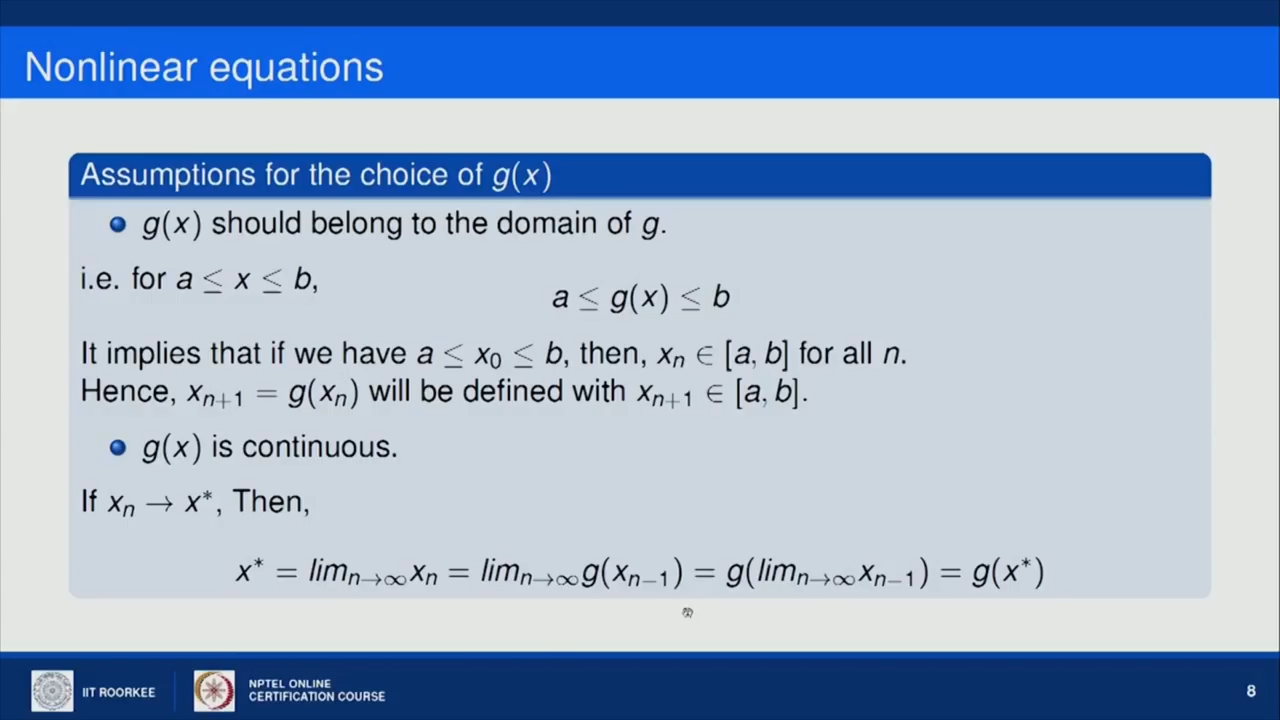 Nonlinear equations
Assumptions for the choice of g(x)
g(x) should belong to the domain of g.
i.e. for a ≤ x ≤ b,
a ≤ g(x) ≤ b
It implies that if we have a ≤ x₀ ≤ b, then, xₙ ∈ [a, b] for all n.
Hence, xₙ₊₁ = g(xₙ) will be defined with xₙ₊₁ ∈ [a, b].
g(x) is continuous.
If xₙ → x*, Then,
x* = limₙ→∞xₙ = limₙ→∞g(xₙ₋₁) = g(limₙ→∞xₙ₋₁) = g(x*)
IIT ROORKEE
NPTEL ONLINE
CERTIFICATION COURSE
8